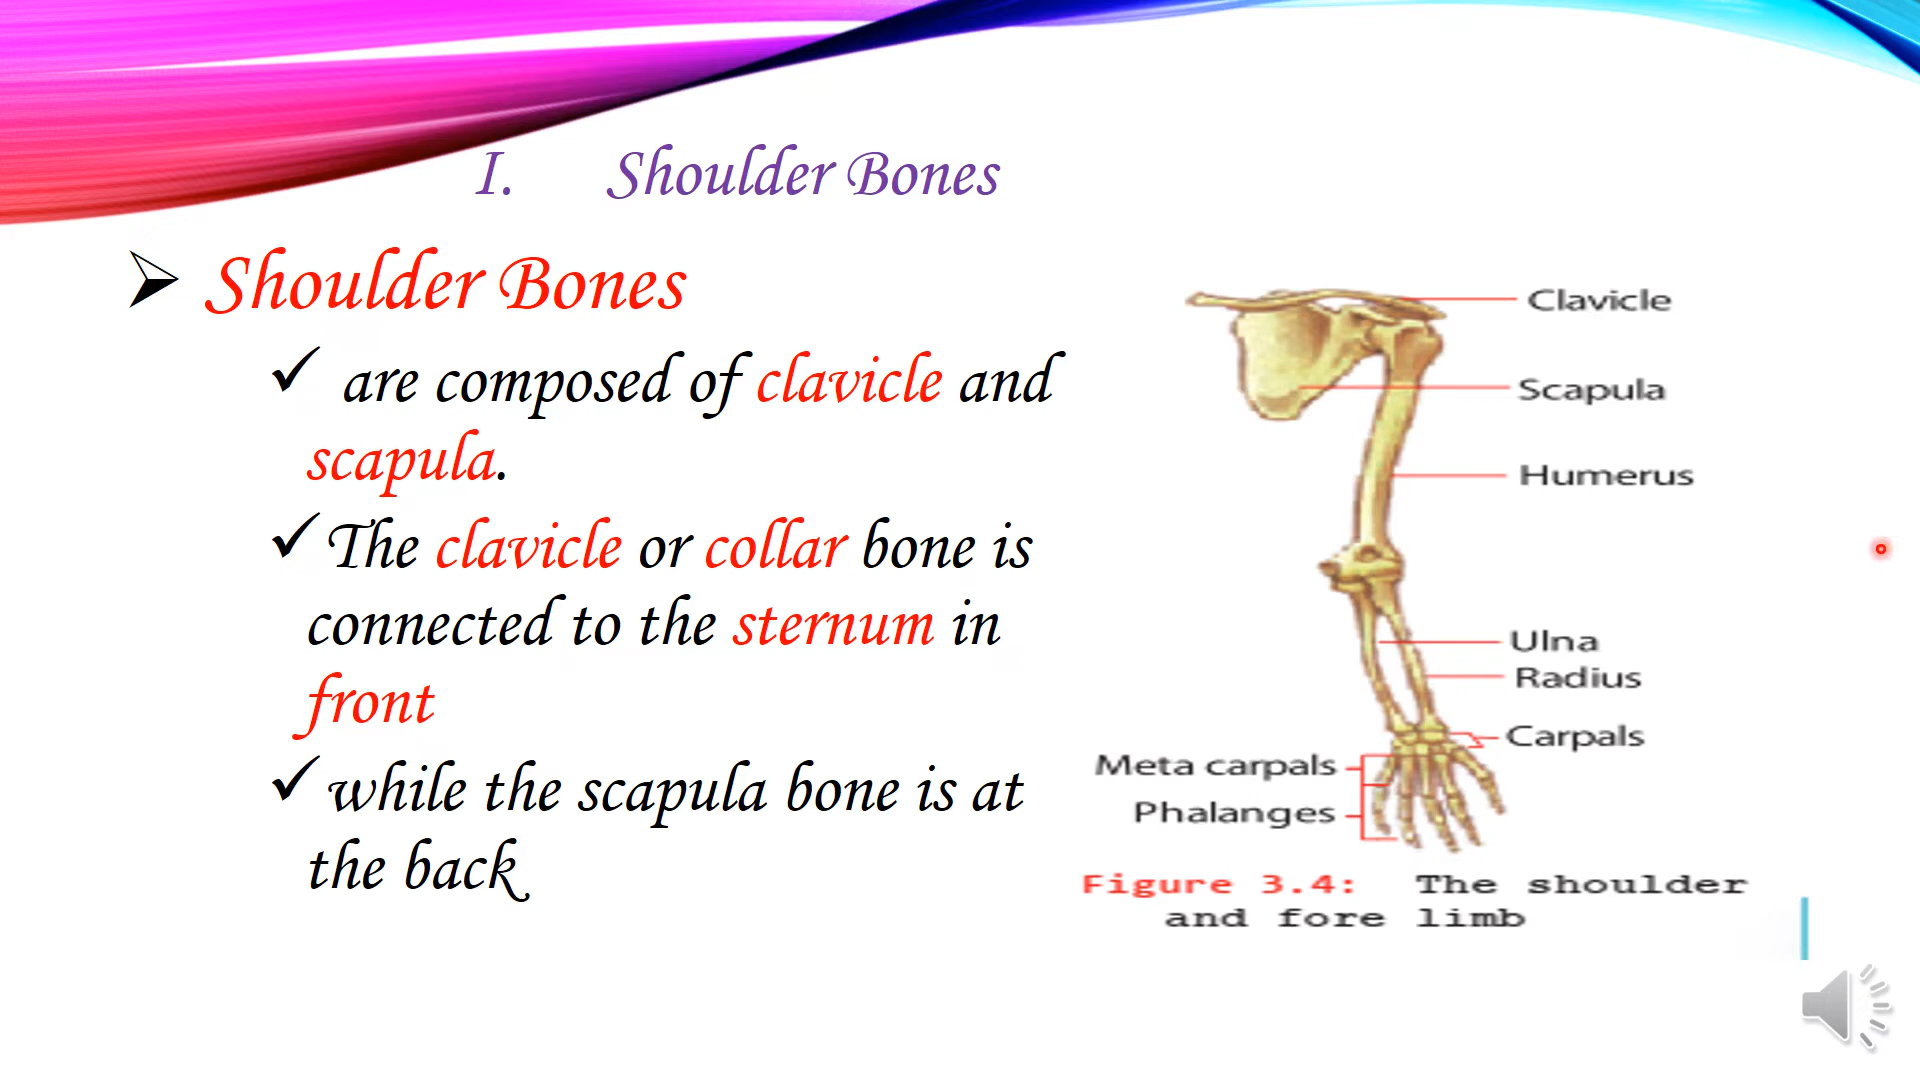 I. Shoulder Bones
Shoulder Bones
are composed of clavicle and
scapula.
The clavicle or collar bone is
connected to the sternum in
front
while the scapula bone is at
the back
Clavicle
Scapula
Humerus
Ulna
Radius
Carpals
Meta carpals
Phalanges
Figure 3.4: The shoulder
and fore limb